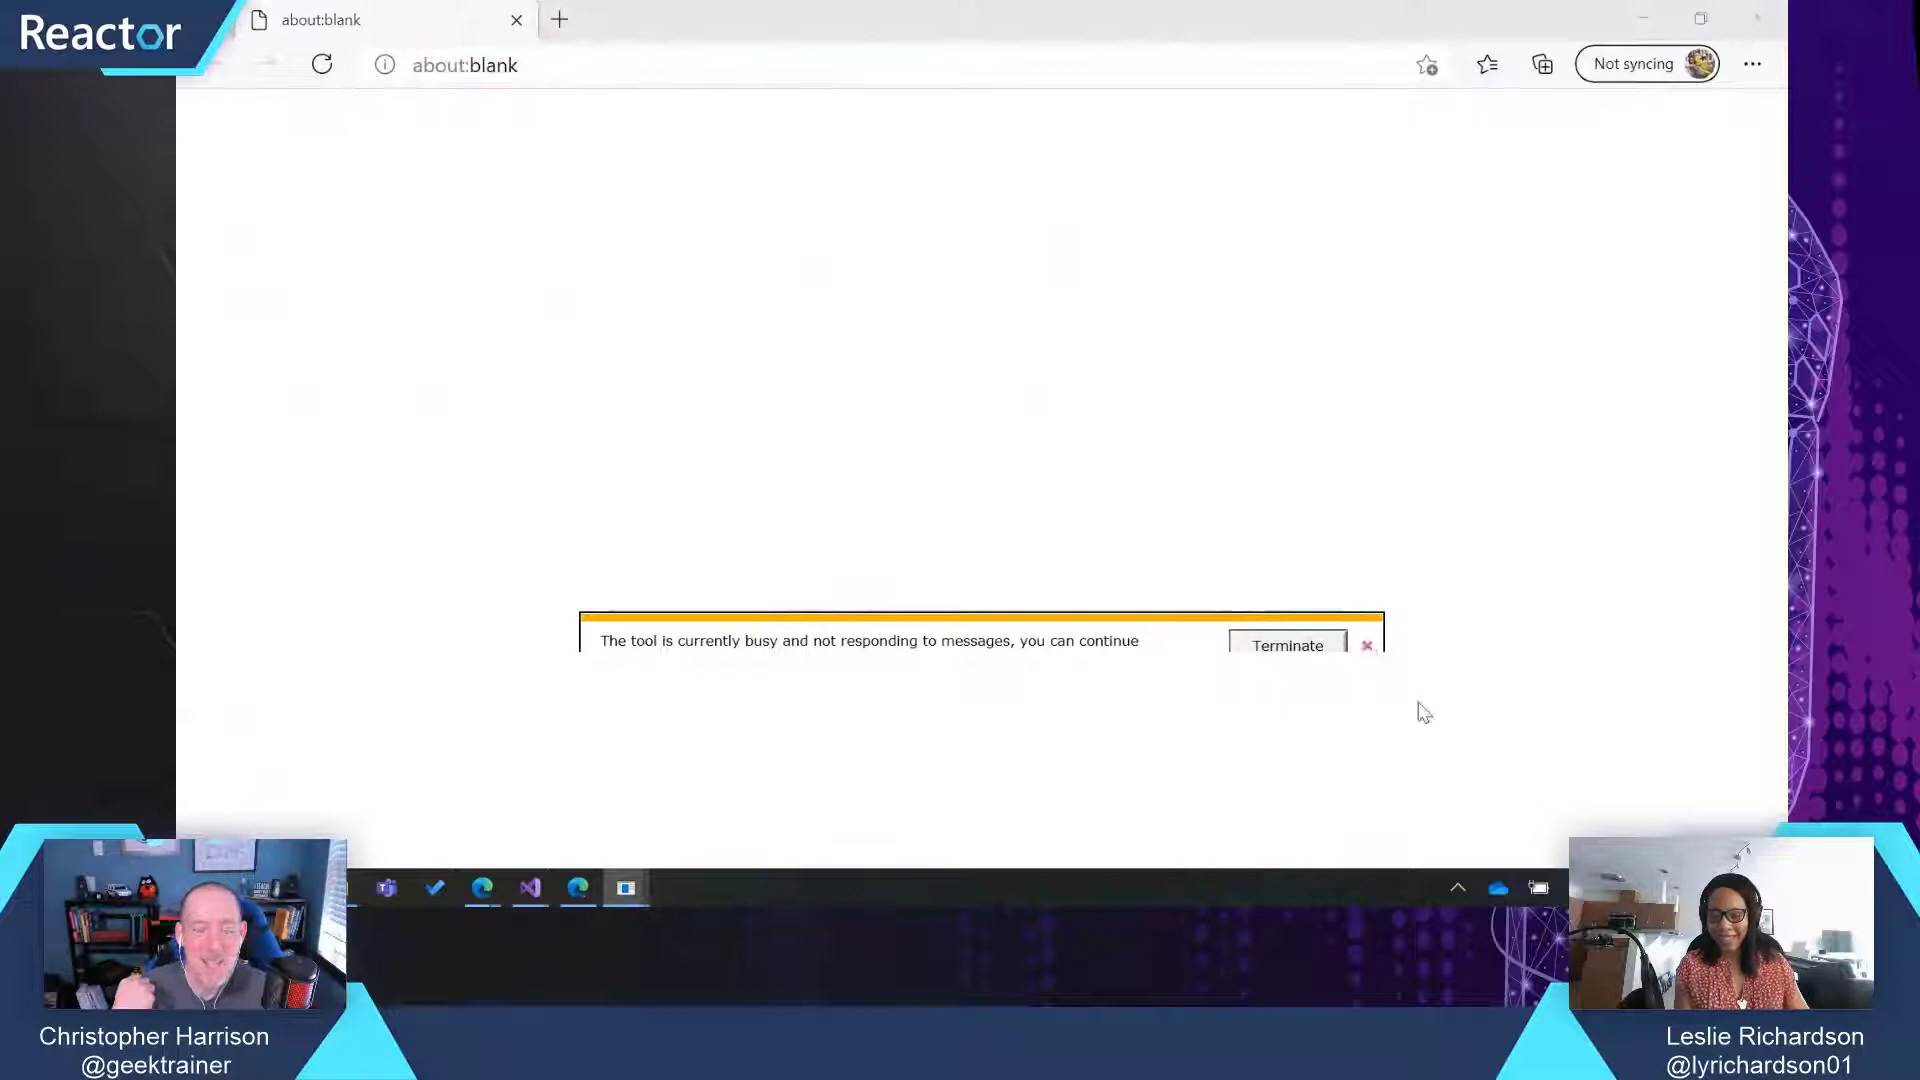 Reactor
about:blank
about:blank
Not syncing
The tool is currently busy and not responding to messages, you can continue
Terminate
Christopher Harrison
@geektrainer
Leslie Richardson
@lyrichardson01